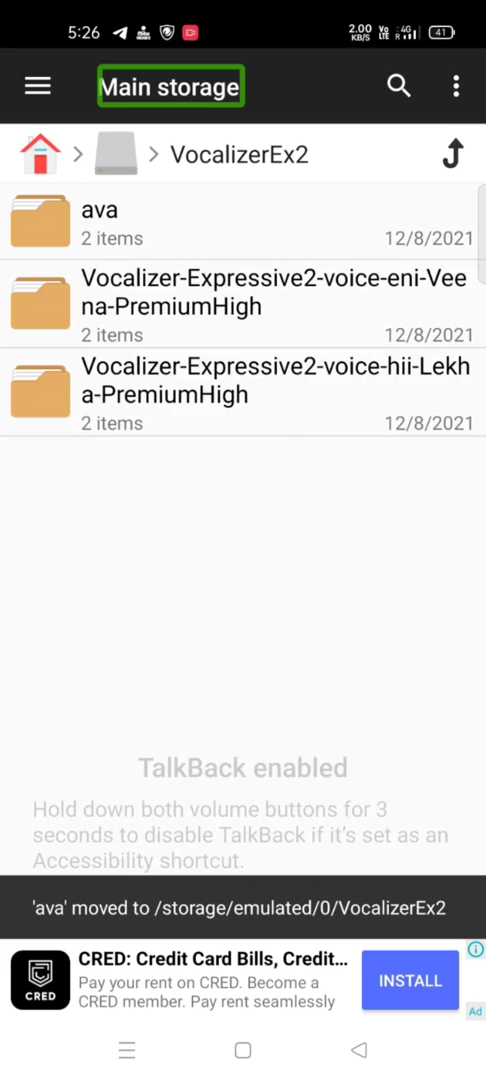 5:26
2.00 KB/S Vo LTE 4G R 41
Main storage
VocalizerEx2
ava
2 items
12/8/2021
Vocalizer-Expressive2-voice-eni-Vee
na-PremiumHigh
2 items
12/8/2021
Vocalizer-Expressive2-voice-hii-Lekh
a-PremiumHigh
2 items
12/8/2021
TalkBack enabled
Hold down both volume buttons for 3
seconds to disable TalkBack if it's set as an
Accessibility shortcut.
'ava' moved to /storage/emulated/0/VocalizerEx2
CRED: Credit Card Bills, Credit...
Pay your rent on CRED. Become a
CRED member. Pay rent seamlessly
CRED
INSTALL
Ad